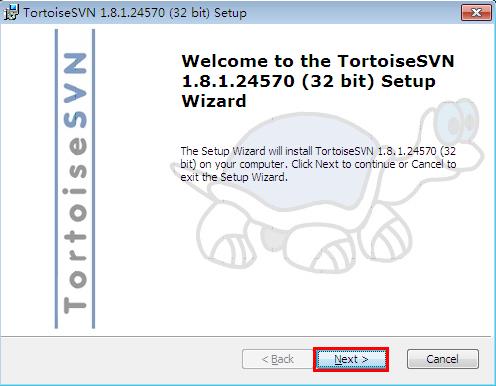 TortoiseSVN 1.8.1.24570 (32 bit) Setup
TortoiseSVN
Welcome to the TortoiseSVN
1.8.1.24570 (32 bit) Setup
Wizard
The Setup Wizard will install TortoiseSVN 1.8.1.24570 (32
bit) on your computer. Click Next to continue or Cancel to
exit the Setup Wizard.
< Back
Next >
Cancel